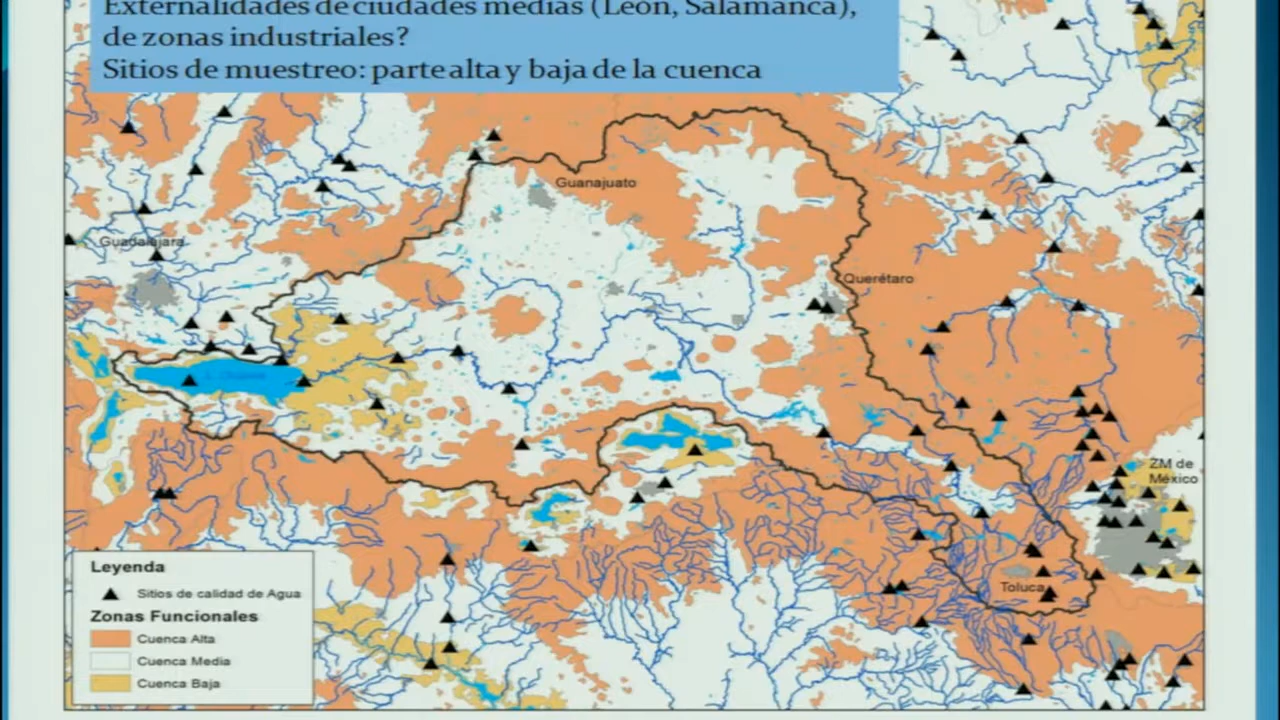 Externalidades de ciudades medias (León, Salamanca),
de zonas industriales?
Sitios de muestreo: parte alta y baja de la cuenca
Guanajuato
Guadalajara
Querétaro
ZM de
México
Toluca
Leyenda
Sitios de calidad de Agua
Zonas Funcionales
Cuenca Alta
Cuenca Media
Cuenca Baja